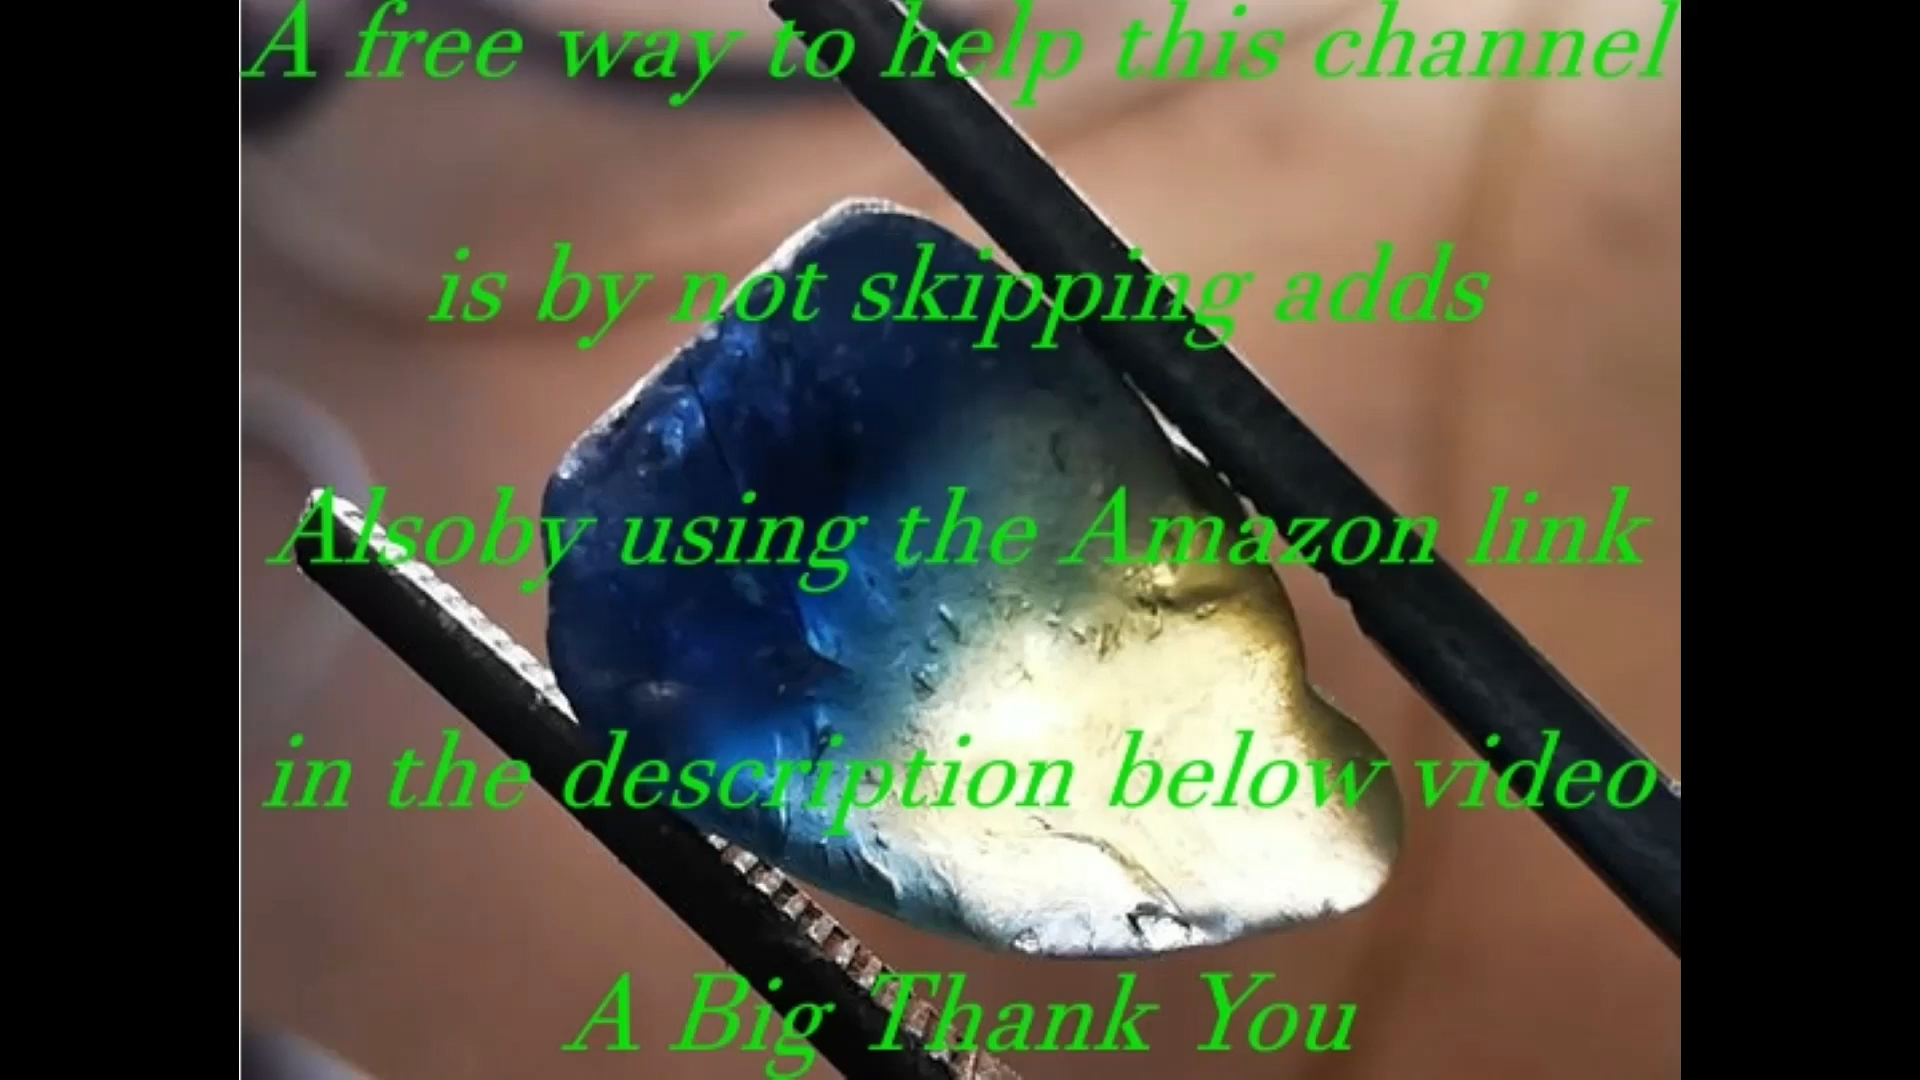 A free way to help this channel
is by not skipping adds
Alsoby using the Amazon link
in the description below video
A Big Thank You